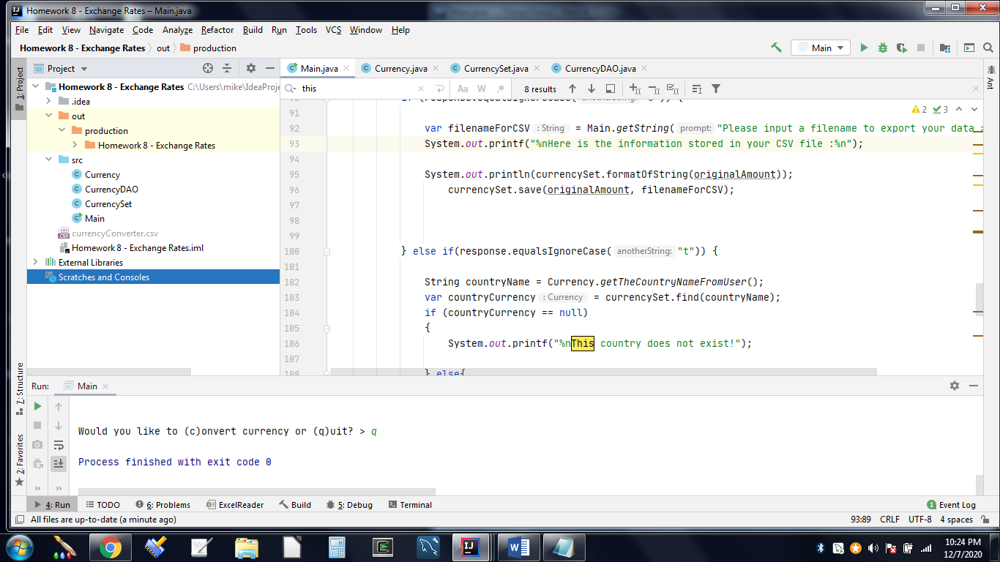 Homework 8 - Exchange Rates – Main.java
File Edit View Navigate Code Analyze Refactor Build Run Tools VCS Window Help
Homework 8 - Exchange Rates out production Main
1: Project
Project
Homework 8 - Exchange Rates C:\Users\mike\IdeaProje
.idea
out
production
Homework 8 - Exchange Rates
src
Currency
CurrencyDAO
CurrencySet
Main
currencyConverter.csv
Homework 8 - Exchange Rates.iml
External Libraries
Scratches and Consoles
Main.java Currency.java CurrencySet.java CurrencyDAO.java
this Aa W .* 8 results
2 3
Ant
91
92 var filenameForCSV : String = Main.getString( prompt: "Please input a filename to export your data >
93 System.out.printf("%nHere is the information stored in your CSV file :%n");
94
95 System.out.println(currencySet.formatOfString(originalAmount));
96 currencySet.save(originalAmount, filenameForCSV);
97
98
99
100 } else if(response.equalsIgnoreCase( anotherString: "t")) {
101
102 String countryName = Currency.getTheCountryNameFromUser();
103 var countryCurrency : Currency = currencySet.find(countryName);
104 if (countryCurrency == null)
105 {
106 System.out.printf("%nThis country does not exist!");
107
108 } else{
7: Structure
2: Favorites
Run: Main
Would you like to (c)onvert currency or (q)uit? > q
Process finished with exit code 0
4: Run TODO 6: Problems ExcelReader Build 5: Debug Terminal 1 Event Log
All files are up-to-date (a minute ago) 93:89 CRLF UTF-8 4 spaces
10:24 PM
12/7/2020